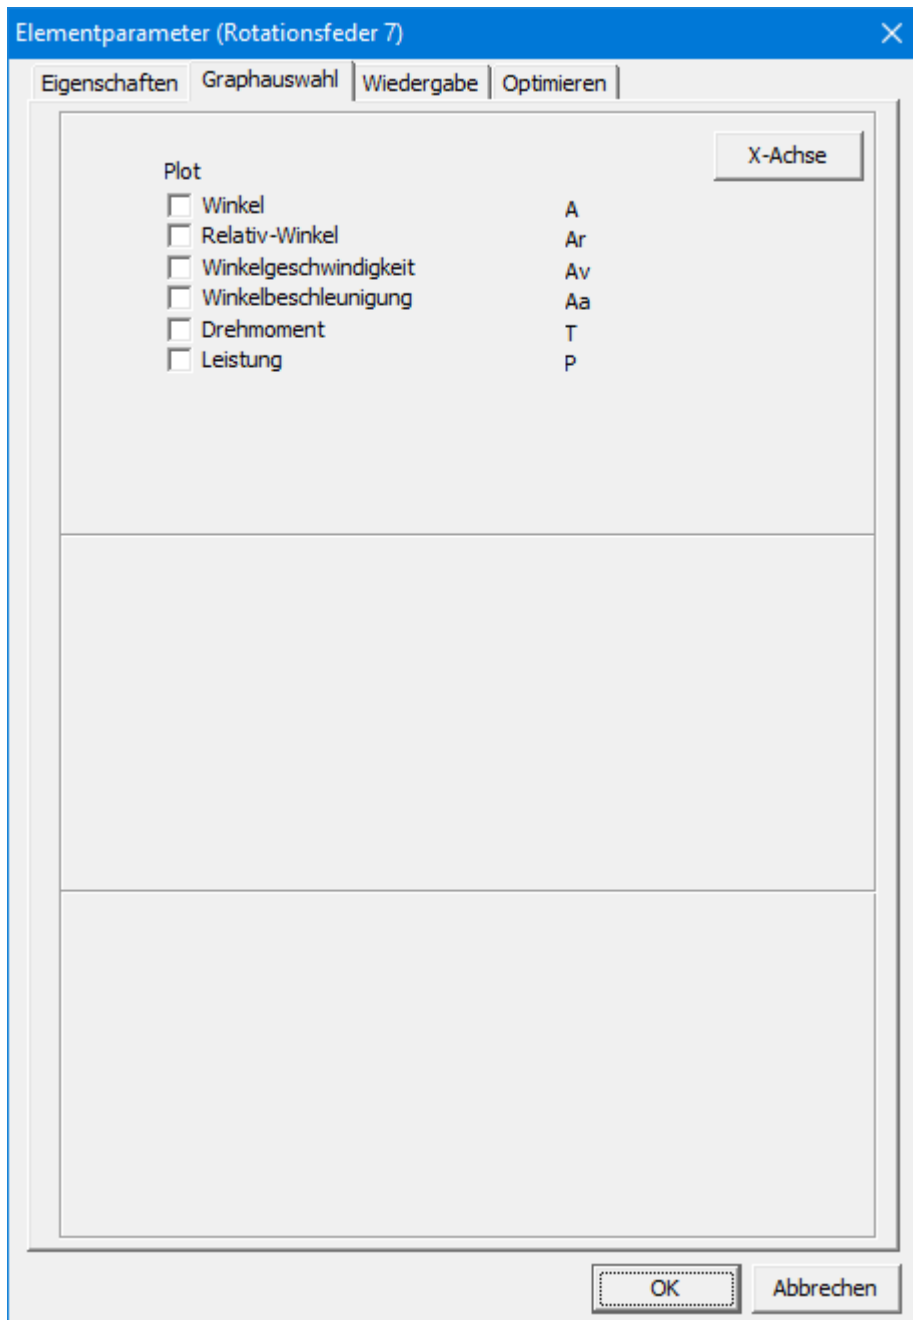 Elementparameter (Rotationsfeder 7)
Eigenschaften Graphauswahl Wiedergabe Optimieren
X-Achse
Plot
Winkel A
Relativ-Winkel Ar
Winkelgeschwindigkeit Av
Winkelbeschleunigung Aa
Drehmoment T
Leistung P
OK Abbrechen